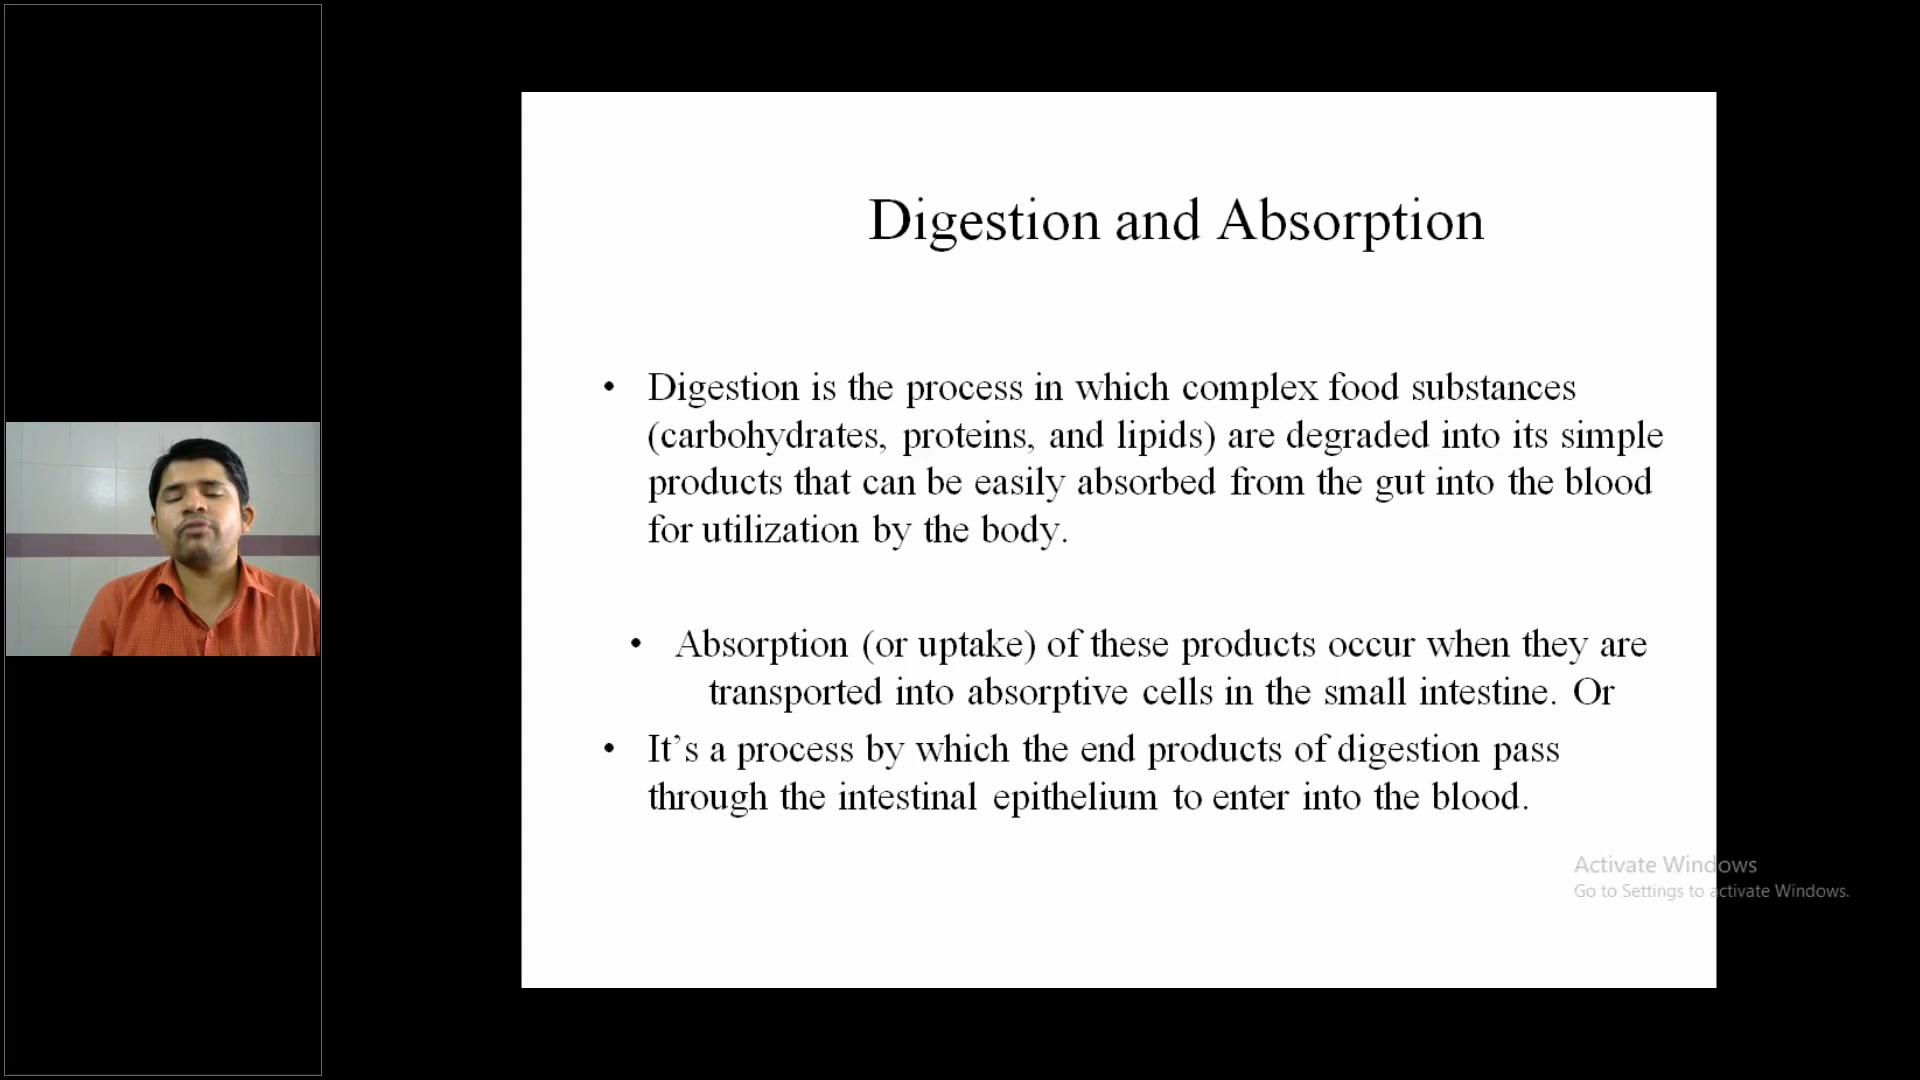 Digestion and Absorption
• Digestion is the process in which complex food substances
(carbohydrates, proteins, and lipids) are degraded into its simple
products that can be easily absorbed from the gut into the blood
for utilization by the body.
• Absorption (or uptake) of these products occur when they are
transported into absorptive cells in the small intestine. Or
• It’s a process by which the end products of digestion pass
through the intestinal epithelium to enter into the blood.
Activate Windows
Go to Settings to activate Windows.